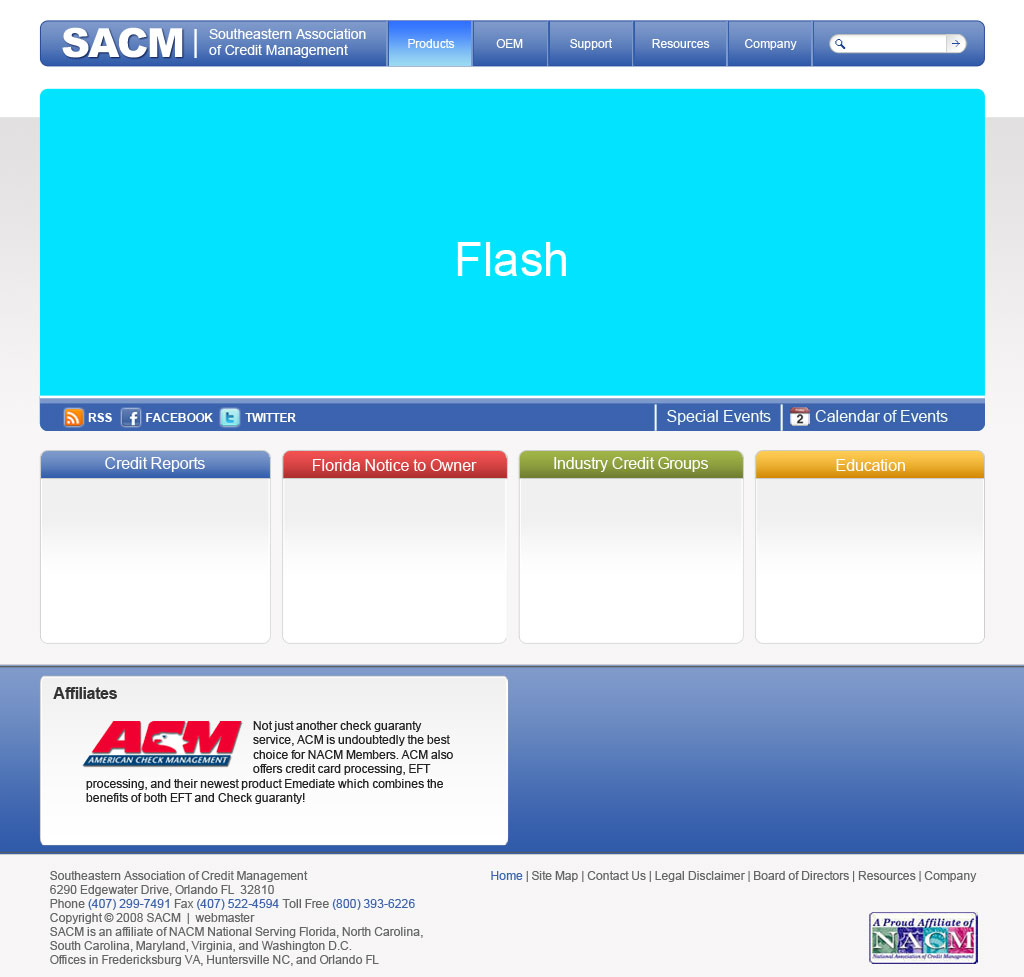 SACM | Southeastern Association
of Credit Management
Products OEM Support Resources Company
Flash
RSS FACEBOOK TWITTER Special Events 2 Calendar of Events
Credit Reports Florida Notice to Owner Industry Credit Groups Education
Affiliates
ACM
AMERICAN CHECK MANAGEMENT
Not just another check guaranty
service, ACM is undoubtedly the best
choice for NACM Members. ACM also
offers credit card processing, EFT
processing, and their newest product Emediate which combines the
benefits of both EFT and Check guaranty!
Southeastern Association of Credit Management
6290 Edgewater Drive, Orlando FL 32810
Phone (407) 299-7491 Fax (407) 522-4594 Toll Free (800) 393-6226
Copyright © 2008 SACM | webmaster
SACM is an affiliate of NACM National Serving Florida, North Carolina,
South Carolina, Maryland, Virginia, and Washington D.C.
Offices in Fredericksburg VA, Huntersville NC, and Orlando FL
Home | Site Map | Contact Us | Legal Disclaimer | Board of Directors | Resources | Company
A Proud Affiliate of
NACM
National Association of Credit Management